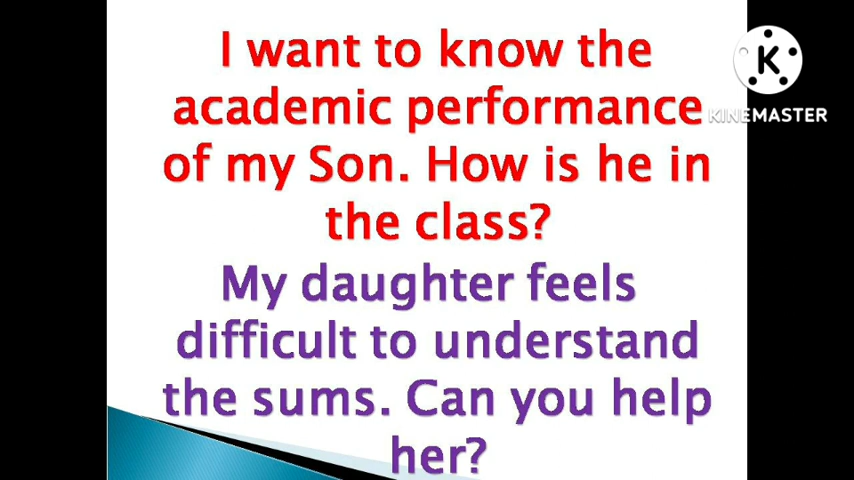 I want to know the
academic performance
of my Son. How is he in
the class?
My daughter feels
difficult to understand
the sums. Can you help
her?
K
KINEMASTER